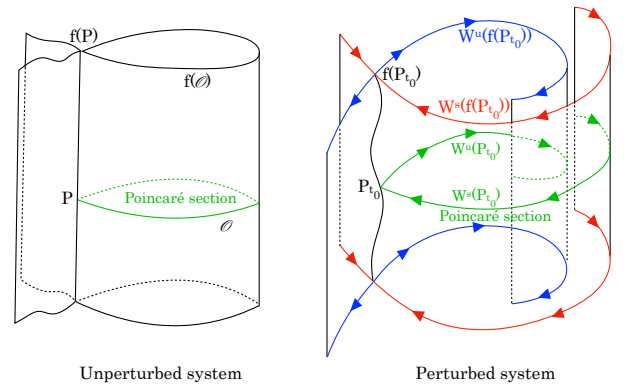 f(P)
f(𝒪)
P
Poincaré section
𝒪
Unperturbed system
Wᵘ(f(Pₜ₀))
f(Pₜ₀)
Wˢ(f(Pₜ₀))
Wᵘ(Pₜ₀)
Pₜ₀
Wˢ(Pₜ₀)
Poincaré section
Perturbed system